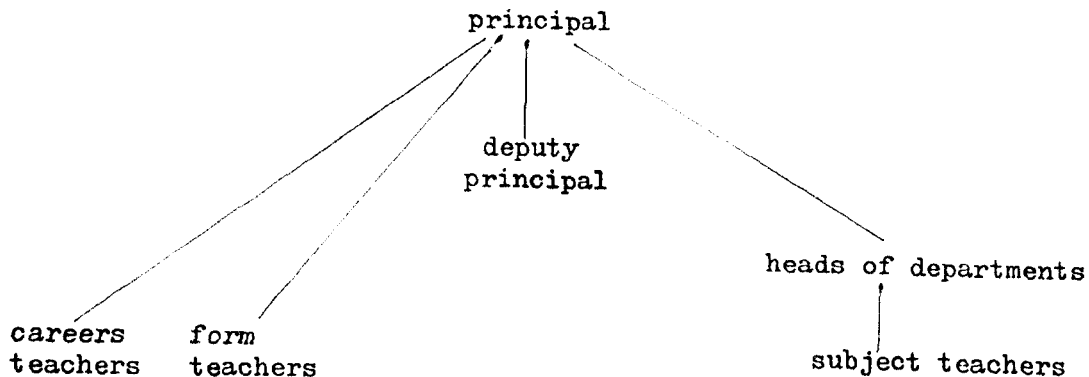 principal
deputy
principal
heads of departments
careers
teachers
form
teachers
subject teachers